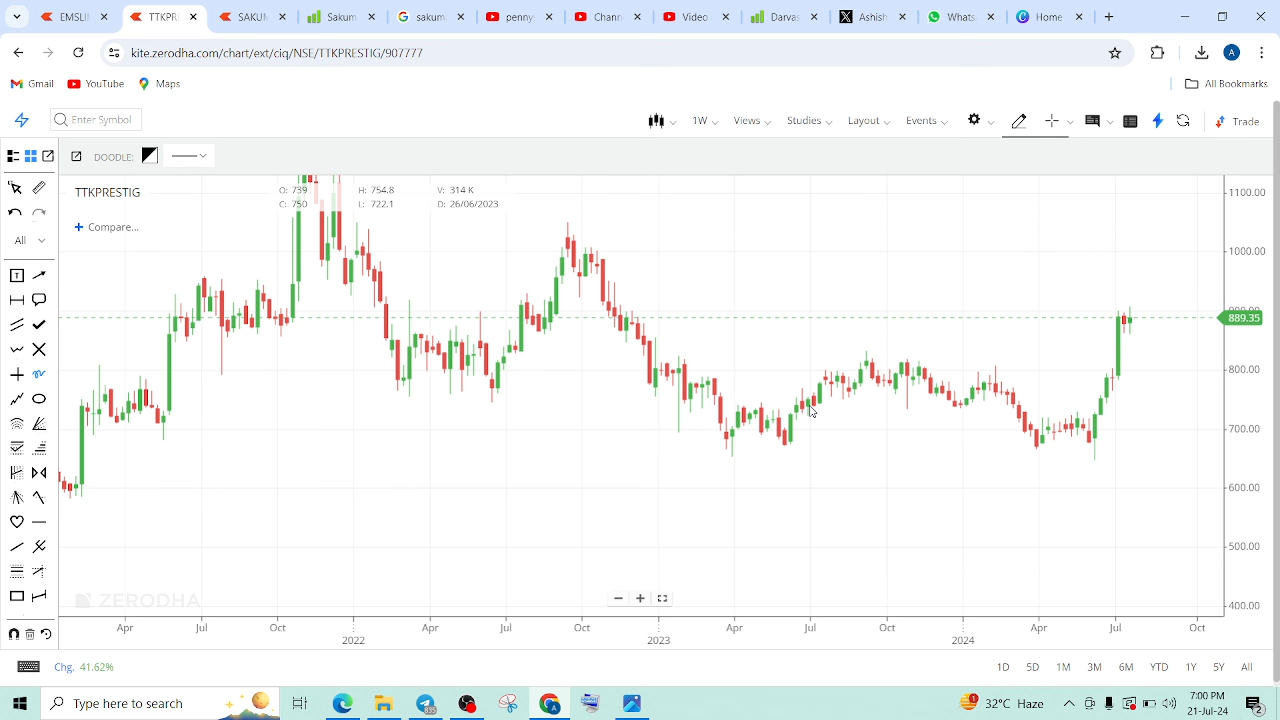 TTKPR
SAKUI
Sakum
sakum
penny
Chann
Video
Darvas
Ashis
Whats
Home
kite.zerodha.com/chart/ext/ciq/NSE/TTKPRESTIG/907777
A
Gmail YouTube Maps All Bookmarks
Enter Symbol 1W Views Studies Layout Events Trade
DOODLE:
TTKPRESTIG
O: 739 H: 754.8 V: 314 K
C: 750 L: 722.1 D: 26/06/2023
Compare...
All
T
1100.00
1000.00
889.35
800.00
700.00
600.00
500.00
400.00
ZERODHA
Apr Jul Oct Apr Jul Oct Apr Jul Oct Apr Jul Oct
2022 2023 2024
Chg. 41.62% 1D 5D 1M 3M 6M YTD 1Y 5Y All
Type here to search
32°C Haze
7:00 PM
21-Jul-24